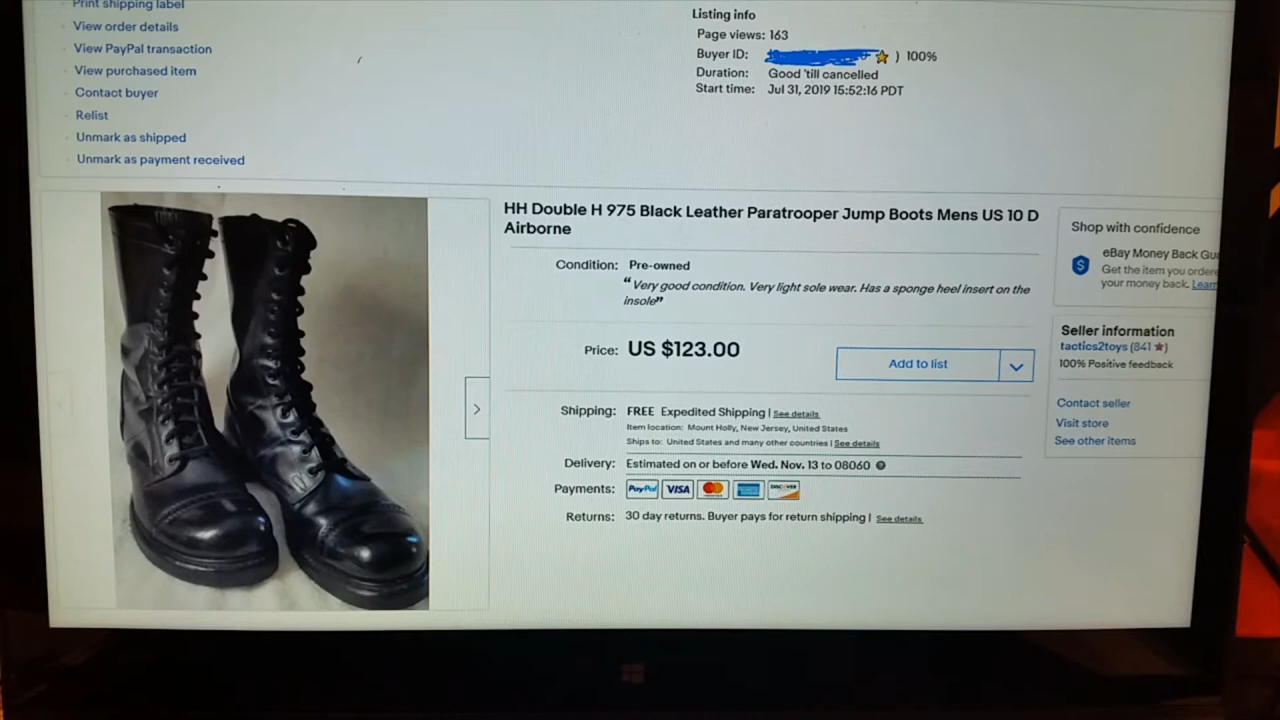 Print shipping label
View order details
View PayPal transaction
View purchased item
Contact buyer
Relist
Unmark as shipped
Unmark as payment received
Listing info
Page views: 163
Buyer ID: ) 100%
Duration: Good 'till cancelled
Start time: Jul 31, 2019 15:52:16 PDT
HH Double H 975 Black Leather Paratrooper Jump Boots Mens US 10 D
Airborne
Condition: Pre-owned
“Very good condition. Very light sole wear. Has a sponge heel insert on the
insole”
Price: US $123.00
Add to list
Shipping: FREE Expedited Shipping | See details
Item location: Mount Holly, New Jersey, United States
Ships to: United States and many other countries | See details
Delivery: Estimated on or before Wed. Nov. 13 to 08060
Payments: PayPal VISA
DISCOVER
Returns: 30 day returns. Buyer pays for return shipping | See details
Shop with confidence
eBay Money Back Gu
Get the item you ordere
your money back. Learn
Seller information
tactics2toys (841 ★)
100% Positive feedback
Contact seller
Visit store
See other items